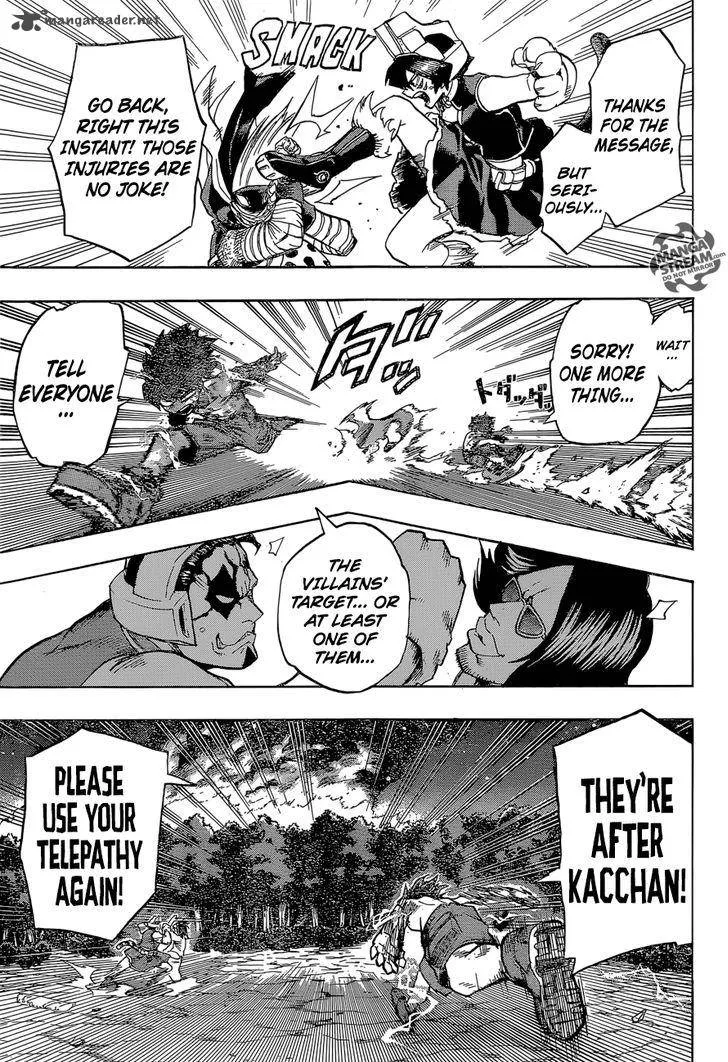 mangareader.net
THANKS
FOR THE
MESSAGE,
BUT
SERI-
OUSLY...
SMACK
GO BACK,
RIGHT THIS
INSTANT! THOSE
INJURIES ARE
NO JOKE!
MANGA
STREAM.com
DO NOT MIRROR
WAIT
...
SORRY!
ONE MORE
THING...
TELL
EVERYONE
...
THE
VILLAINS'
TARGET... OR
AT LEAST
ONE OF
THEM...
THEY'RE
AFTER
KACCHAN!
PLEASE
USE YOUR
TELEPATHY
AGAIN!